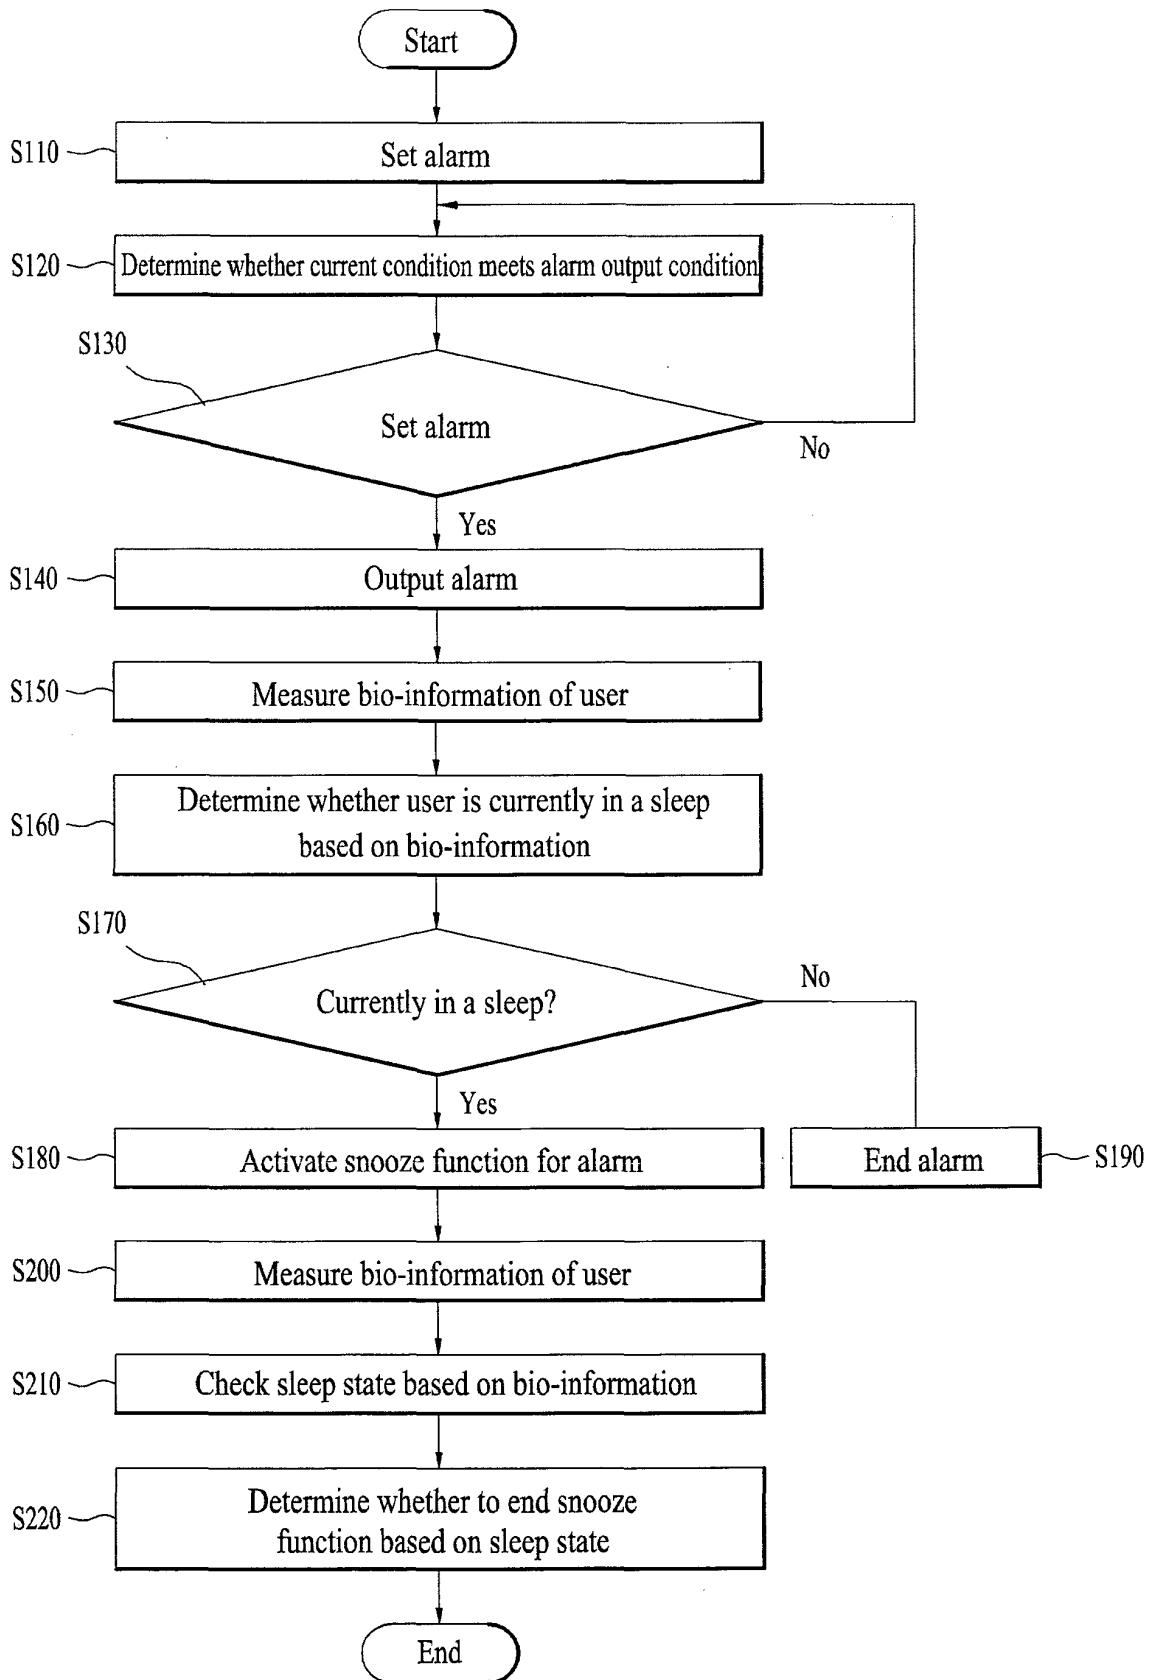 Start
S110
Set alarm
S120
Determine whether current condition meets alarm output condition
S130
Set alarm
No
Yes
S140
Output alarm
S150
Measure bio-information of user
S160
Determine whether user is currently in a sleep
based on bio-information
S170
Currently in a sleep?
No
Yes
S180
Activate snooze function for alarm
End alarm
S190
S200
Measure bio-information of user
S210
Check sleep state based on bio-information
S220
Determine whether to end snooze
function based on sleep state
End